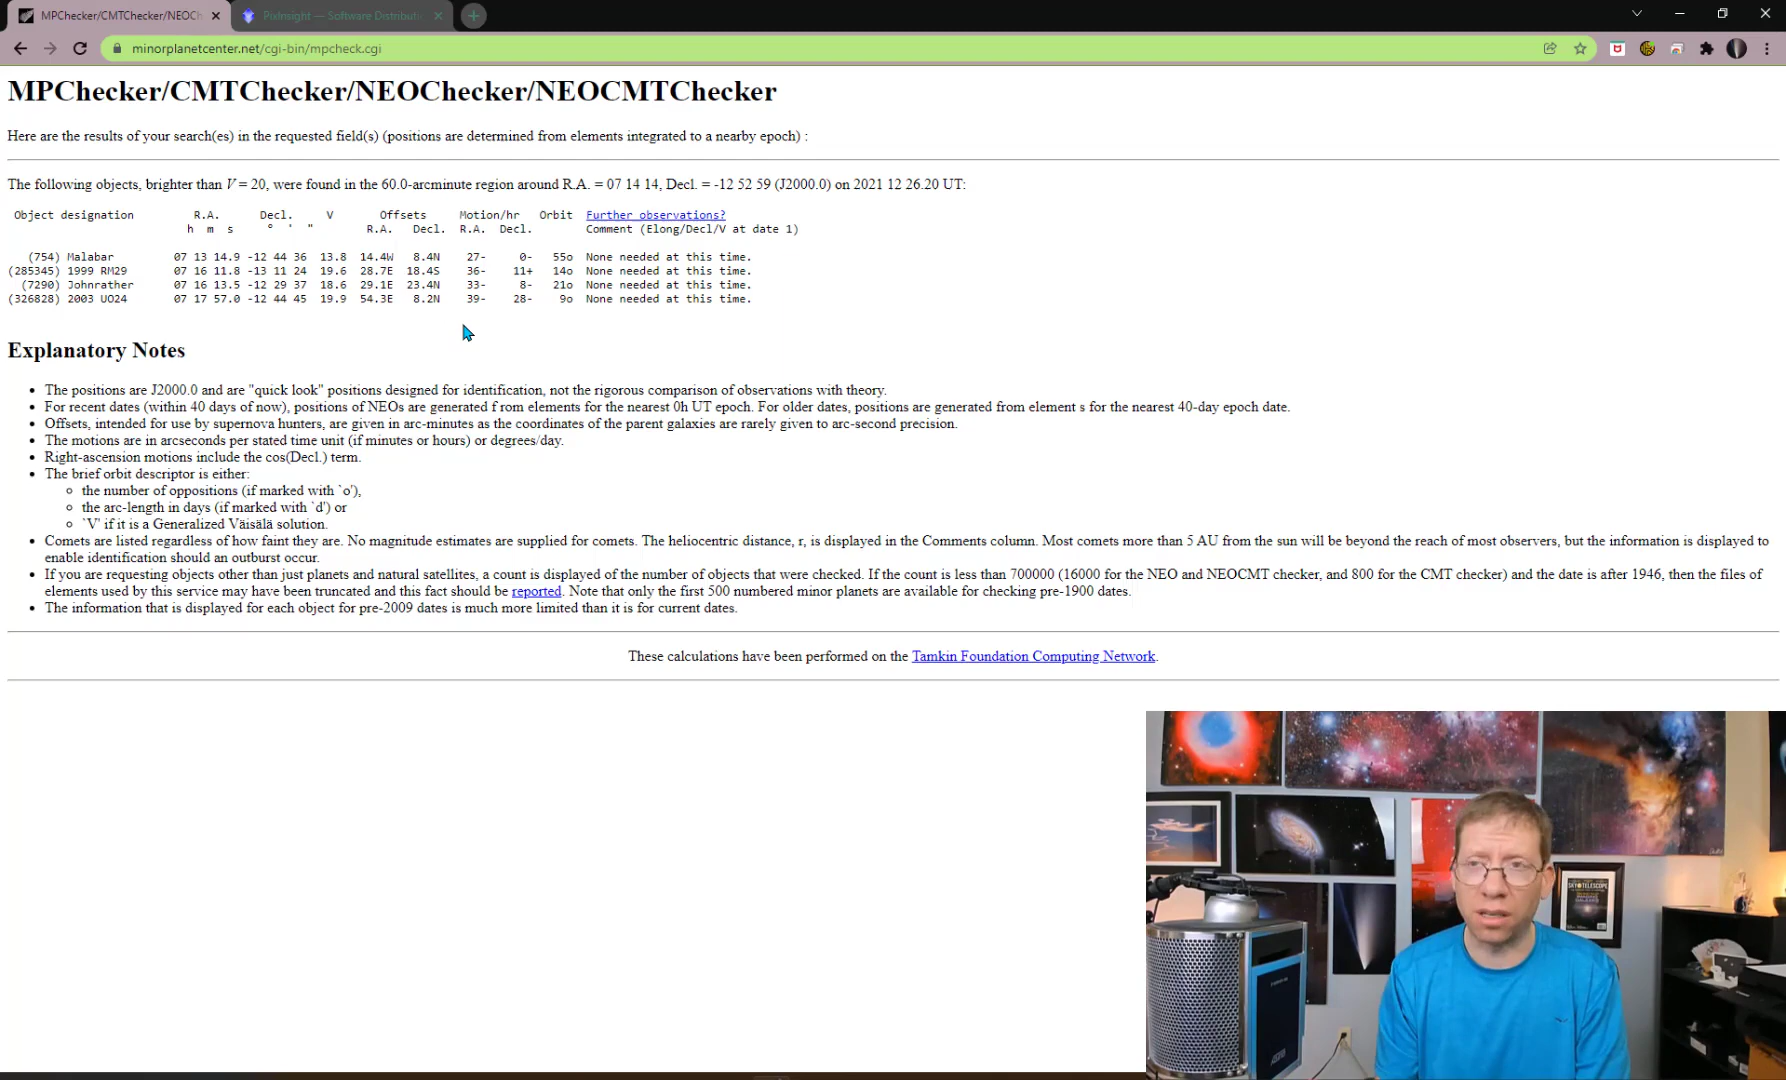 MPChecker/CMTChecker/NEOCh
PixInsight — Software Distributi
minorplanetcenter.net/cgi-bin/mpcheck.cgi
MPChecker/CMTChecker/NEOChecker/NEOCMTChecker
Here are the results of your search(es) in the requested field(s) (positions are determined from elements integrated to a nearby epoch) :
The following objects, brighter than V = 20, were found in the 60.0-arcminute region around R.A. = 07 14 14, Decl. = -12 52 59 (J2000.0) on 2021 12 26.20 UT:
Object designation R.A. Decl. V Offsets Motion/hr Orbit Further observations?
h m s ° ' " R.A. Decl. R.A. Decl. Comment (Elong/Decl/V at date 1)
(754) Malabar 07 13 14.9 -12 44 36 13.8 14.4W 8.4N 27- 0- 55o None needed at this time.
(285345) 1999 RM29 07 16 11.8 -13 11 24 19.6 28.7E 18.4S 36- 11+ 14o None needed at this time.
(7290) Johnrather 07 16 13.5 -12 29 37 18.6 29.1E 23.4N 33- 8- 21o None needed at this time.
(326828) 2003 UO24 07 17 57.0 -12 44 45 19.9 54.3E 8.2N 39- 28- 9o None needed at this time.
Explanatory Notes
• The positions are J2000.0 and are "quick look" positions designed for identification, not the rigorous comparison of observations with theory.
• For recent dates (within 40 days of now), positions of NEOs are generated f rom elements for the nearest 0h UT epoch. For older dates, positions are generated from element s for the nearest 40-day epoch date.
• Offsets, intended for use by supernova hunters, are given in arc-minutes as the coordinates of the parent galaxies are rarely given to arc-second precision.
• The motions are in arcseconds per stated time unit (if minutes or hours) or degrees/day.
• Right-ascension motions include the cos(Decl.) term.
• The brief orbit descriptor is either:
◦ the number of oppositions (if marked with `o'),
◦ the arc-length in days (if marked with `d') or
◦ `V' if it is a Generalized Väisälä solution.
• Comets are listed regardless of how faint they are. No magnitude estimates are supplied for comets. The heliocentric distance, r, is displayed in the Comments column. Most comets more than 5 AU from the sun will be beyond the reach of most observers, but the information is displayed to
enable identification should an outburst occur.
• If you are requesting objects other than just planets and natural satellites, a count is displayed of the number of objects that were checked. If the count is less than 700000 (16000 for the NEO and NEOCMT checker, and 800 for the CMT checker) and the date is after 1946, then the files of
elements used by this service may have been truncated and this fact should be reported. Note that only the first 500 numbered minor planets are available for checking pre-1900 dates.
• The information that is displayed for each object for pre-2009 dates is much more limited than it is for current dates.
These calculations have been performed on the Tamkin Foundation Computing Network.
SKY&TELESCOPE